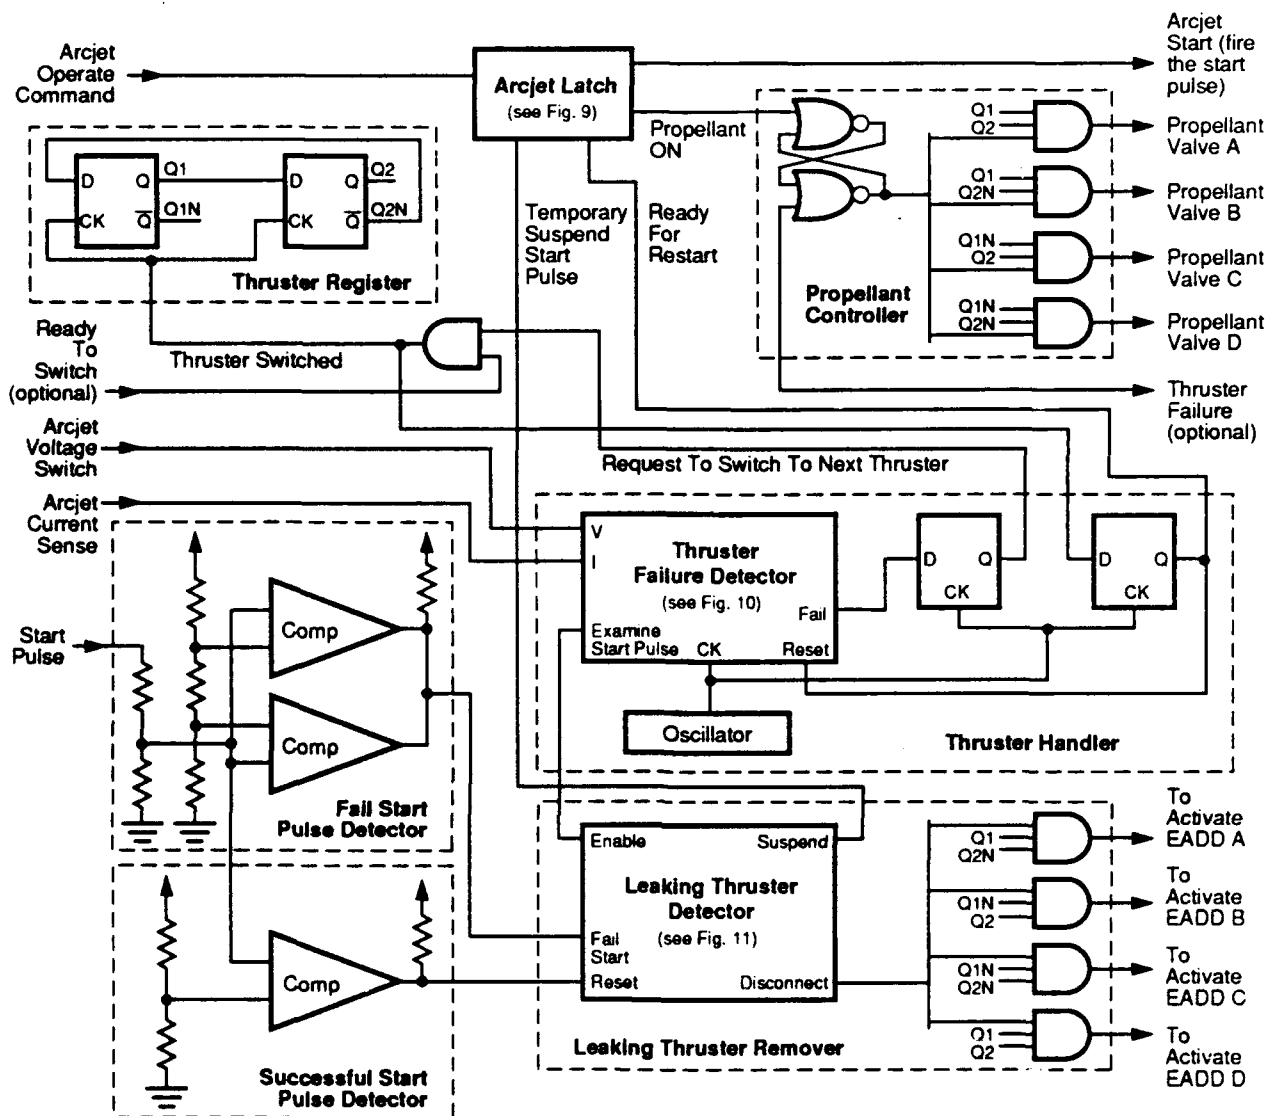 Arcjet
Operate
Command
Arcjet Latch
(see Fig. 9)
Arcjet
Start (fire
the start
pulse)
Propellant
ON
Q1
Q2
Propellant
Valve A
Q1
Q2N
Propellant
Valve B
Q1N
Q2
Propellant
Valve C
Q1N
Q2N
Propellant
Valve D
Propellant
Controller
D
Q
Q1
CK
Q
Q1N
D
Q
Q2
CK
Q
Q2N
Thruster Register
Temporary
Suspend
Start
Pulse
Ready
For
Restart
Ready
To
Switch
(optional)
Thruster Switched
Thruster
Failure
(optional)
Arcjet
Voltage
Switch
Request To Switch To Next Thruster
Arcjet
Current
Sense
V
I
Thruster
Failure Detector
(see Fig. 10)
Fail
Examine
Start Pulse
CK
Reset
D
Q
CK
D
Q
CK
Oscillator
Thruster Handler
Start
Pulse
Comp
Comp
Fail Start
Pulse Detector
Comp
Successful Start
Pulse Detector
Enable
Suspend
Leaking Thruster
Detector
(see Fig. 11)
Fail
Start
Reset
Disconnect
Leaking Thruster Remover
Q1
Q2N
To
Activate
EADD A
Q1N
Q2
To
Activate
EADD B
Q1N
Q2N
To
Activate
EADD C
Q1
Q2
To
Activate
EADD D